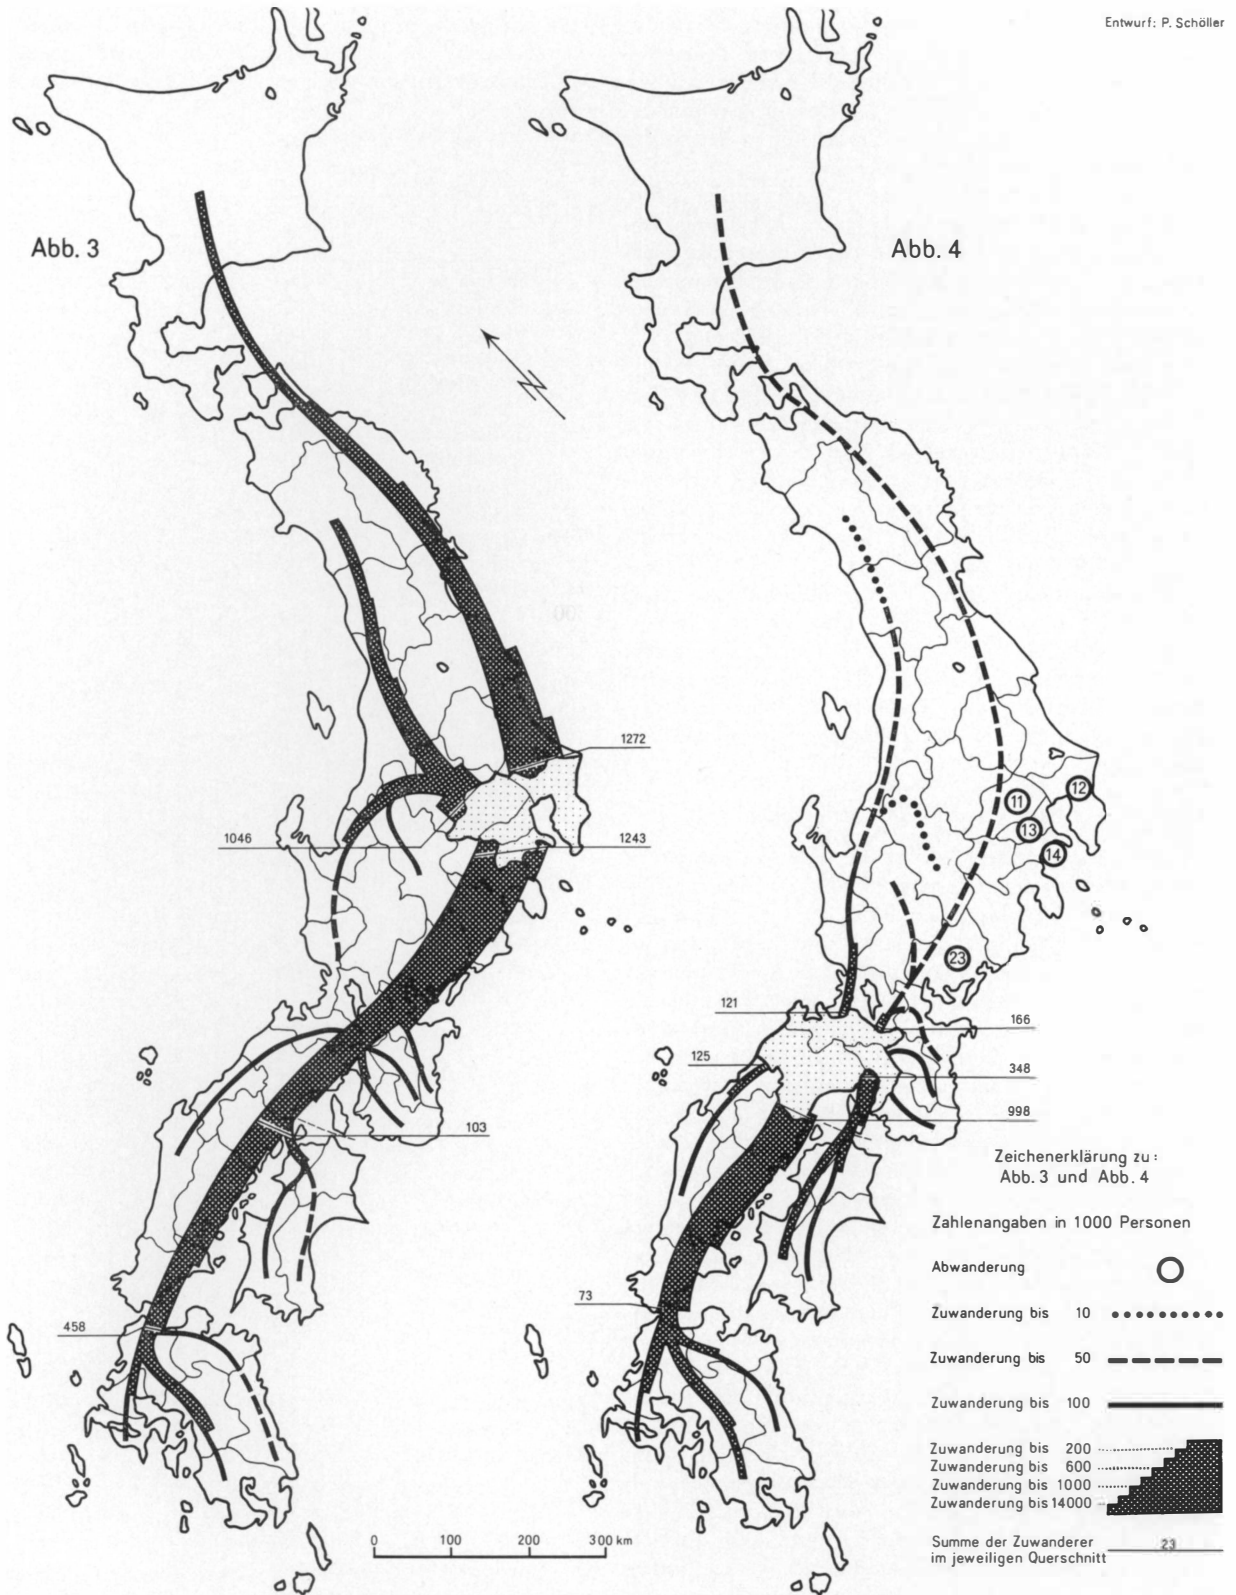 Entwurf: P. Schöller
Abb. 3
Abb. 4
1272
1046
1243
103
458
11
12
13
14
23
121
166
125
348
998
73
Zeichenerklärung zu:
Abb. 3 und Abb. 4
Zahlenangaben in 1000 Personen
Abwanderung
Zuwanderung bis 10
Zuwanderung bis 50
Zuwanderung bis 100
Zuwanderung bis 200
Zuwanderung bis 600
Zuwanderung bis 1000
Zuwanderung bis 14000
Summe der Zuwanderer 23
im jeweiligen Querschnitt
0 100 200 300 km